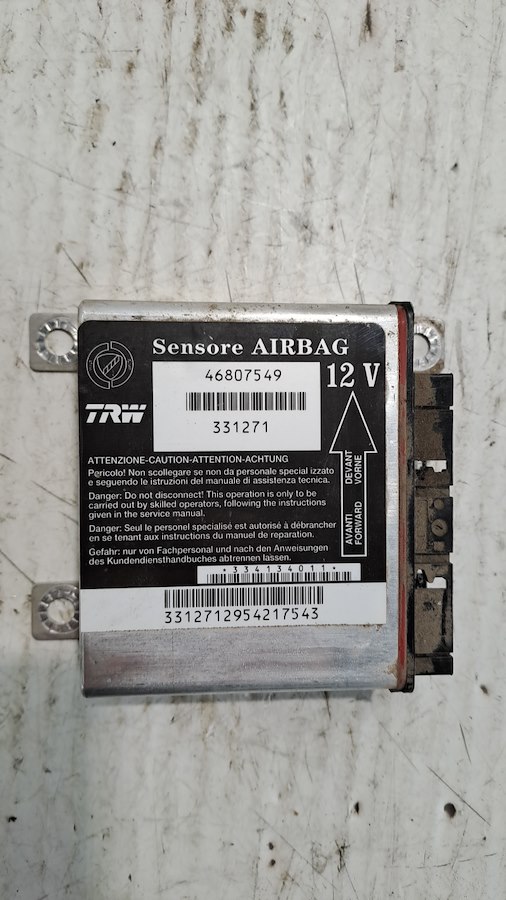 Sensore AIRBAG
46807549
12 V
TRW
331271
ATTENZIONE-CAUTION-ATTENTION-ACHTUNG
Pericolo! Non scollegare se non da personale special izzato
e seguendo le istruzioni del manuale di assistenza tecnica.
Danger: Do not disconnect! This operation is only to be
carried out by skilled operators, following the instructions
given in the service manual.
Danger: Seul le personel spécialisé est autorisé à débrancher
en se tenant aux instructions du manuel de reparation.
Gefahr: nur von Fachpersonal und nach den Anweisungen
des Kundendiensthandbuches abtrennen lassen.
AVANTI DEVANT
FORWARD VORNE
*334134011*
3312712954217543